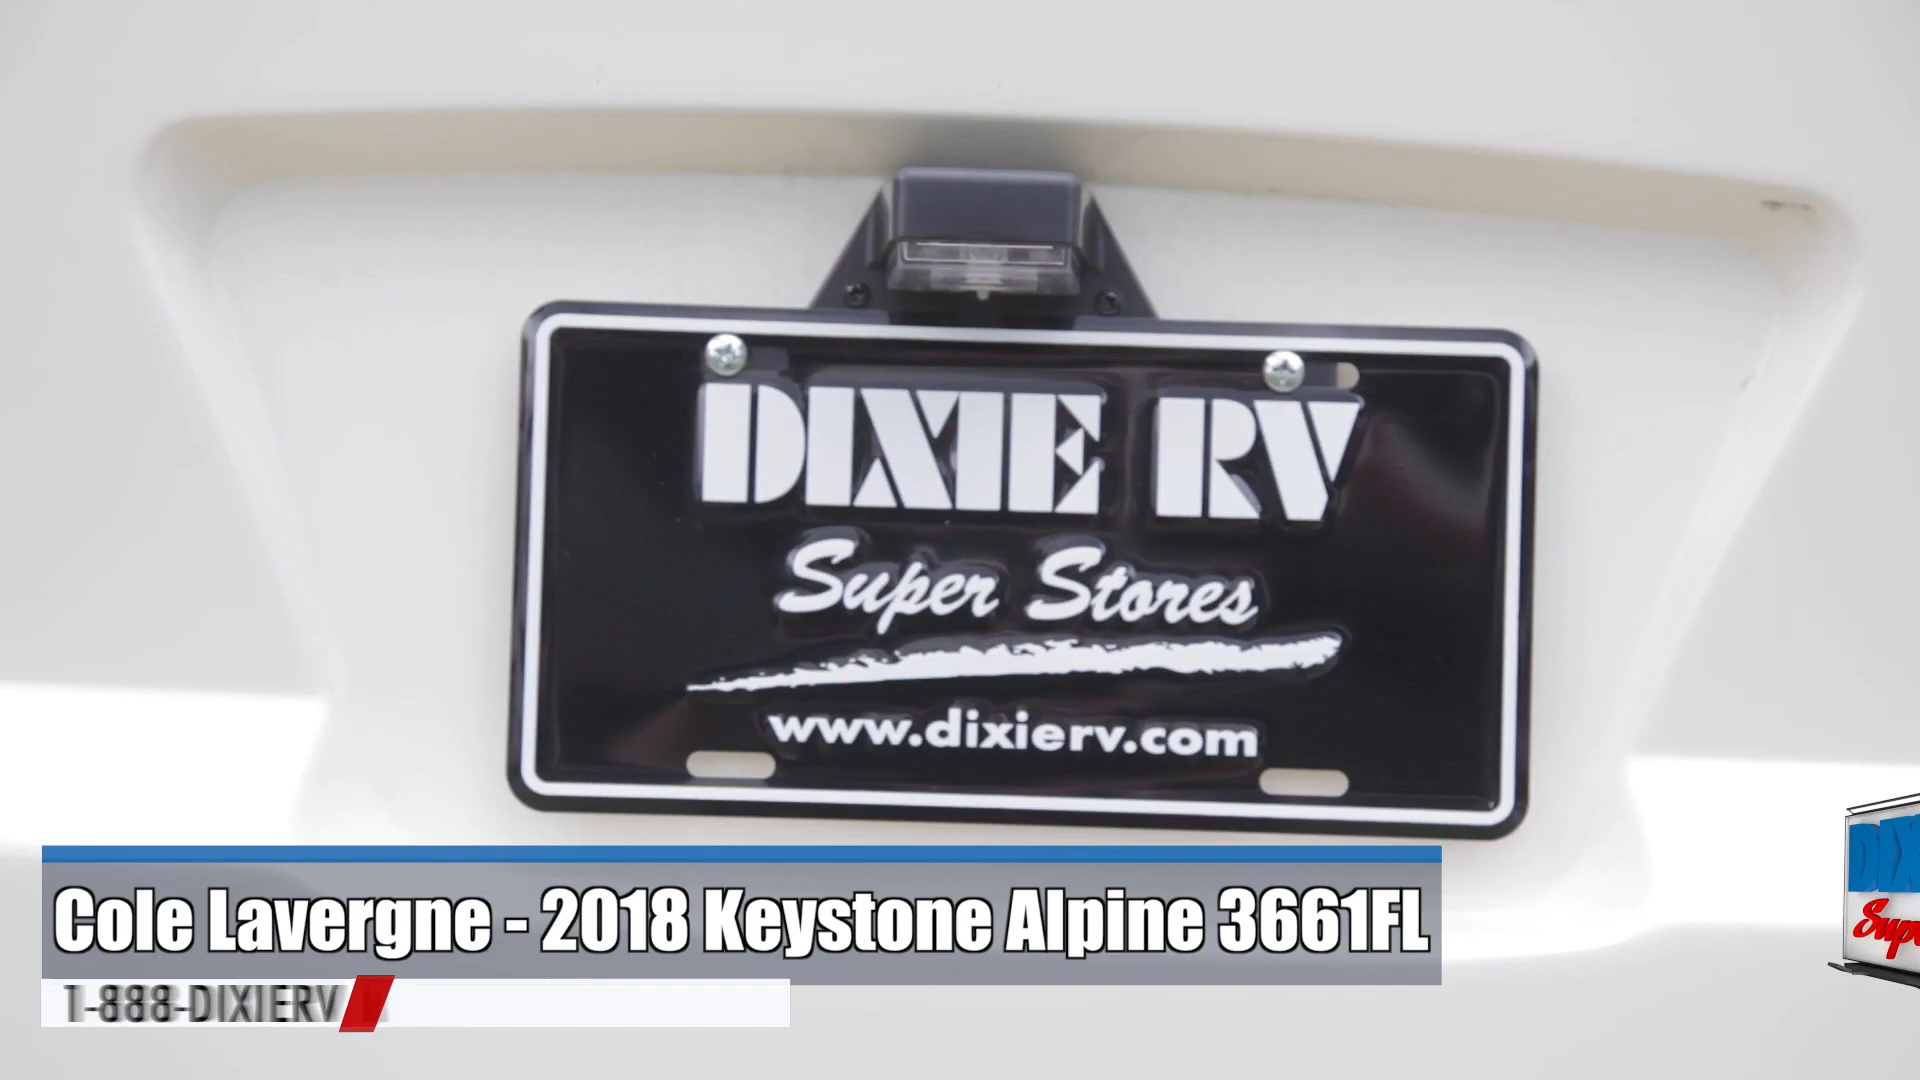 DIXIE RV
Super Stores
www.dixierv.com
Cole Lavergne - 2018 Keystone Alpine 3661FL
1-888-DIXIERV